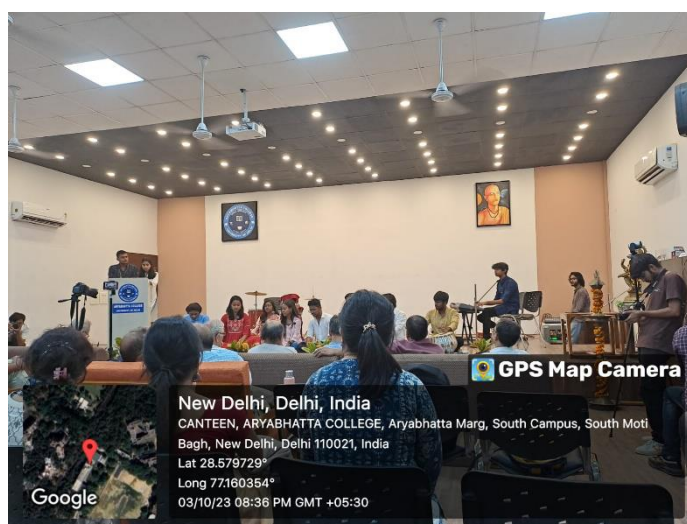 GPS Map Camera
New Delhi, Delhi, India
CANTEEN, ARYABHATTA COLLEGE, Aryabhatta Marg, South Campus, South Moti
Bagh, New Delhi, Delhi 110021, India
Lat 28.579729°
Long 77.160354°
03/10/23 08:36 PM GMT +05:30
Google